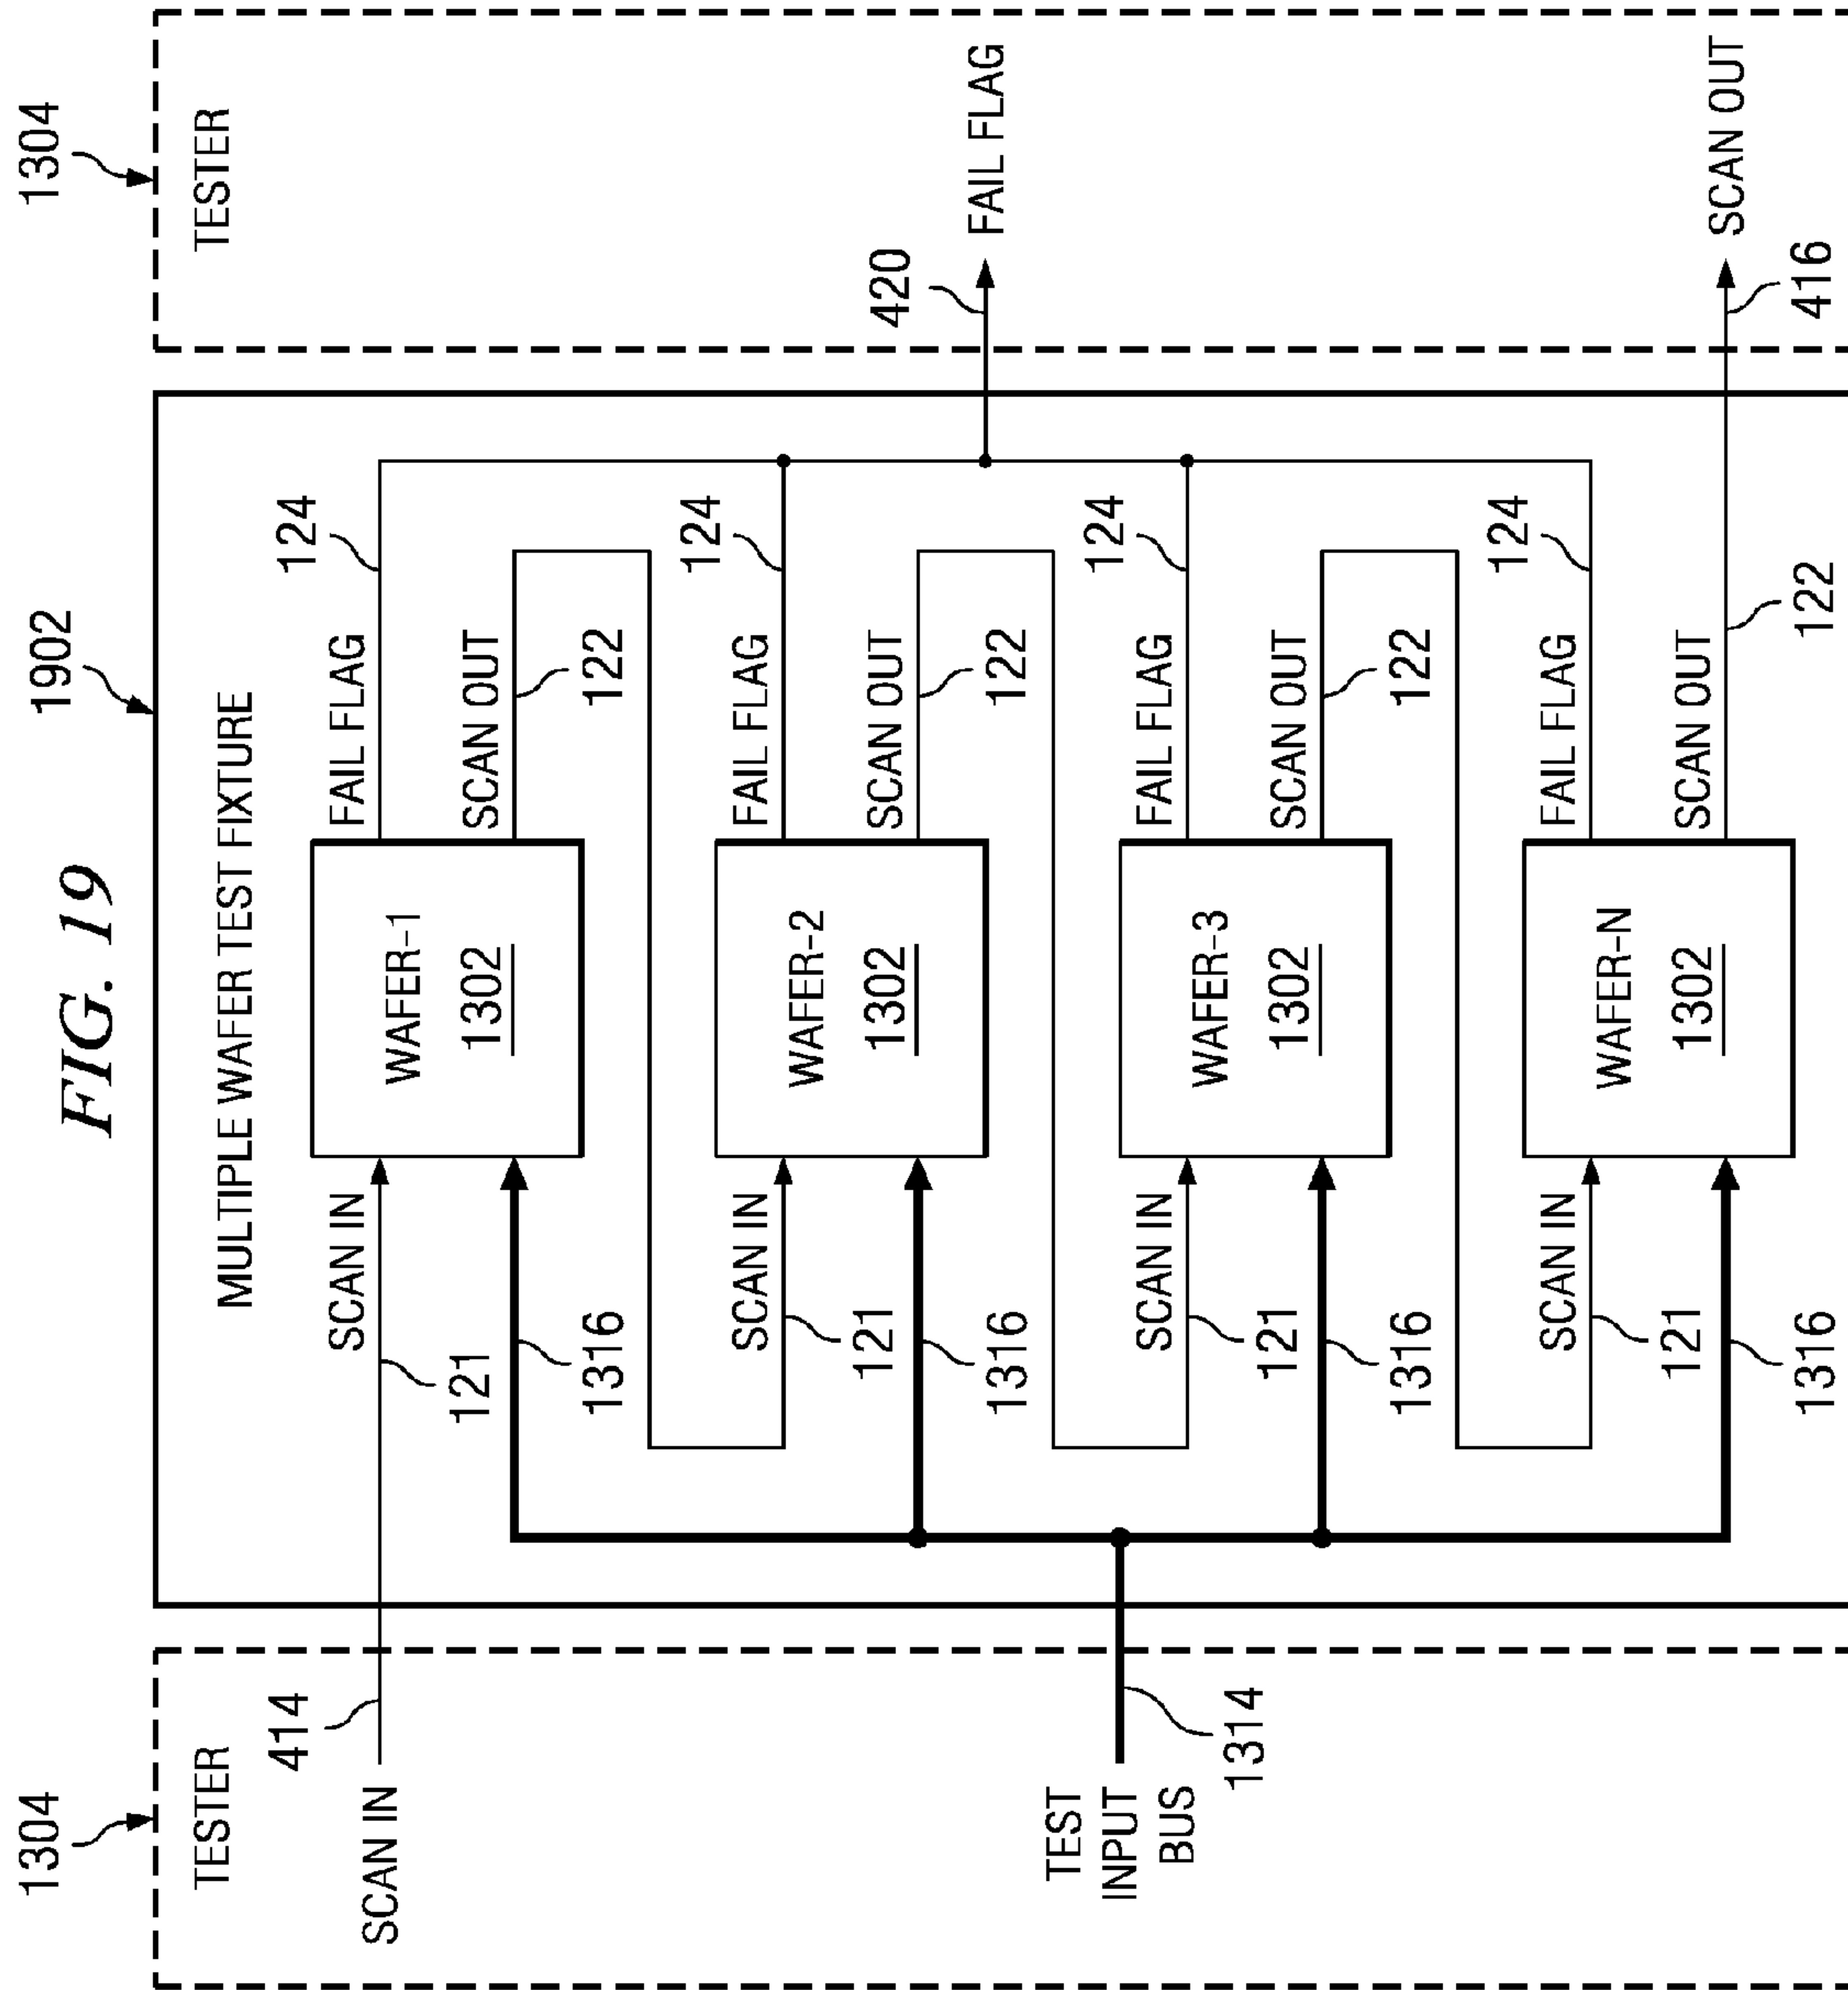 FIG. 19
1304
1902
1304
TESTER
MULTIPLE WAFER TEST FIXTURE
TESTER
414
SCAN IN
SCAN IN
121
WAFER-1
1302
FAIL FLAG
124
SCAN OUT
122
1316
SCAN IN
121
WAFER-2
1302
FAIL FLAG
124
SCAN OUT
122
1316
420
FAIL FLAG
TEST
INPUT
BUS
1314
SCAN IN
121
WAFER-3
1302
FAIL FLAG
124
SCAN OUT
122
1316
SCAN IN
121
WAFER-N
1302
FAIL FLAG
124
SCAN OUT
122
1316
SCAN OUT
416